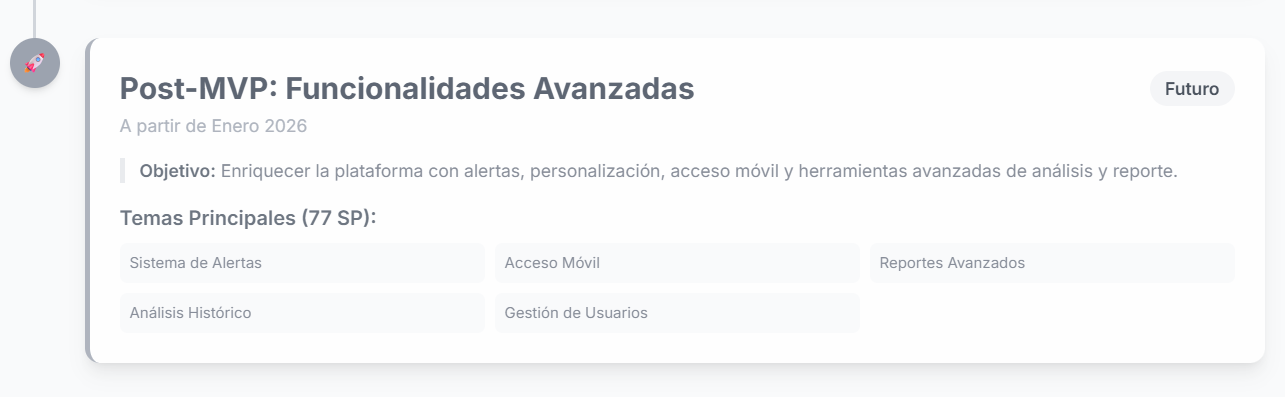 Post-MVP: Funcionalidades Avanzadas
Futuro
A partir de Enero 2026
Objetivo: Enriquecer la plataforma con alertas, personalización, acceso móvil y herramientas avanzadas de análisis y reporte.
Temas Principales (77 SP):
Sistema de Alertas
Acceso Móvil
Reportes Avanzados
Análisis Histórico
Gestión de Usuarios